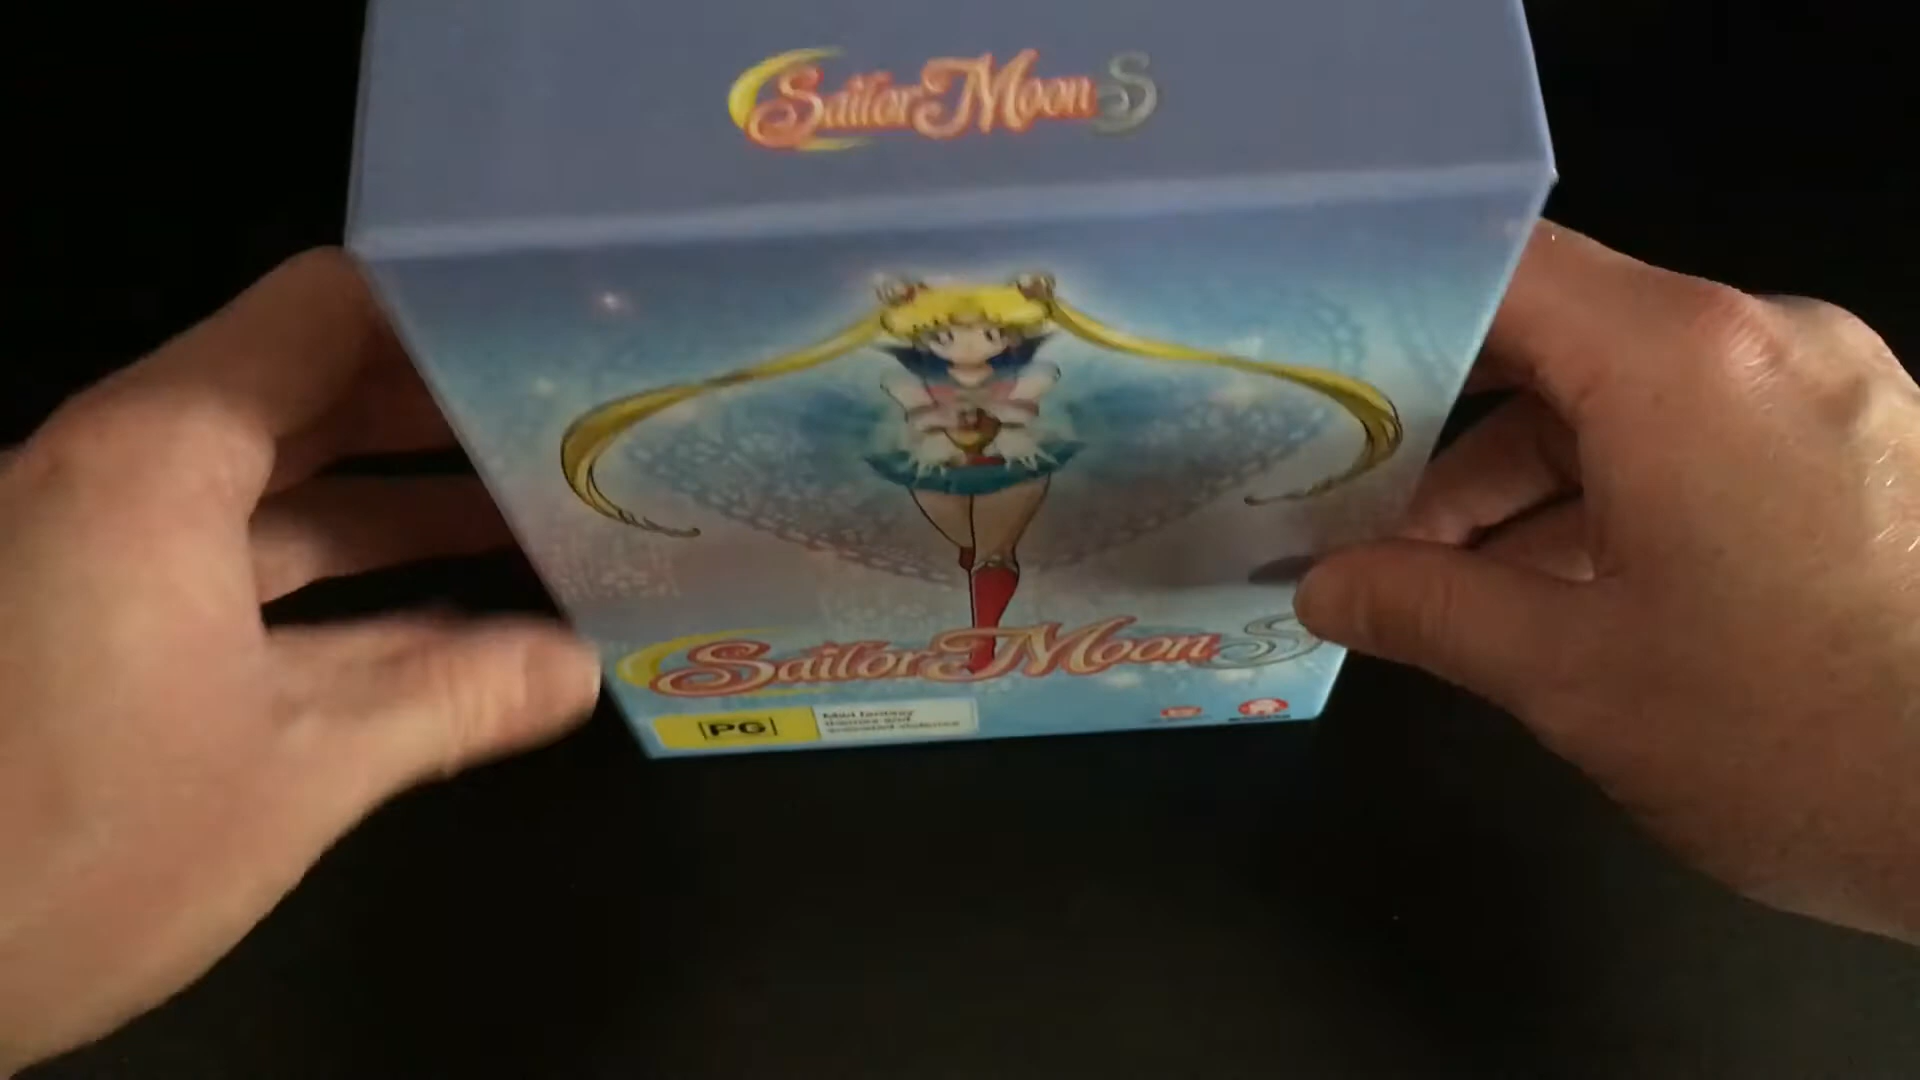 Sailor Moon S
Sailor Moon S
PG
Mild fantasy
themes and
animated violence